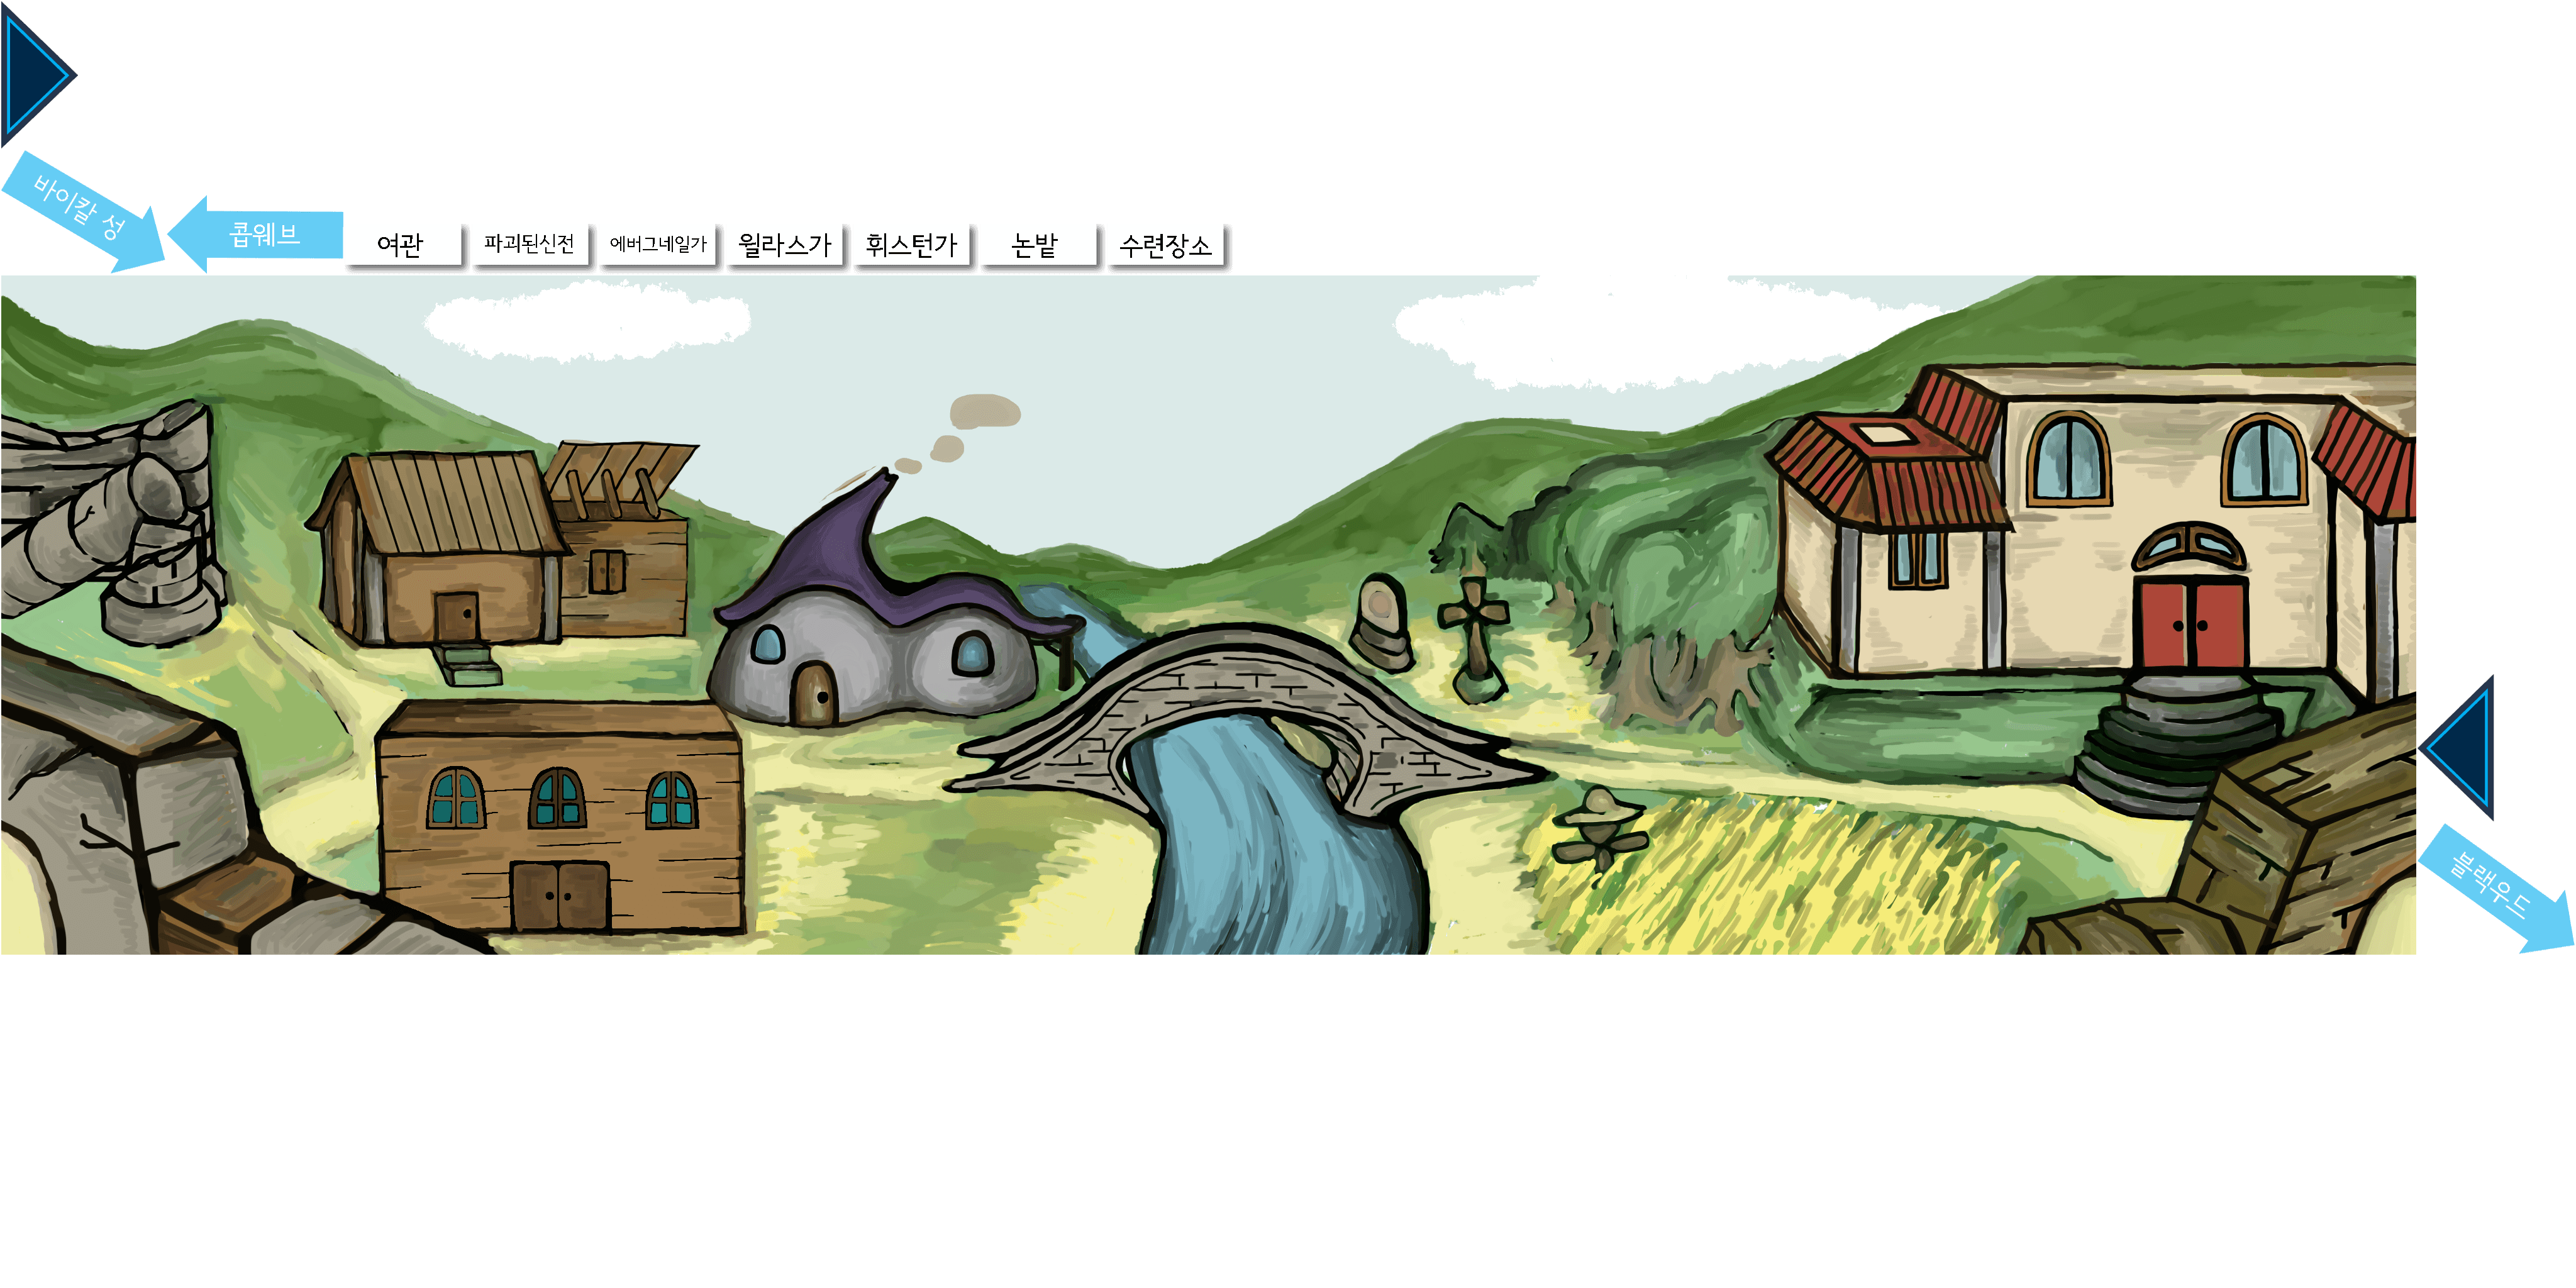 바이칼 성
콥웨브
여관
파괴된신전
에버그네일가
윌라스가
휘스턴가
논밭
수련장소
블랙우드